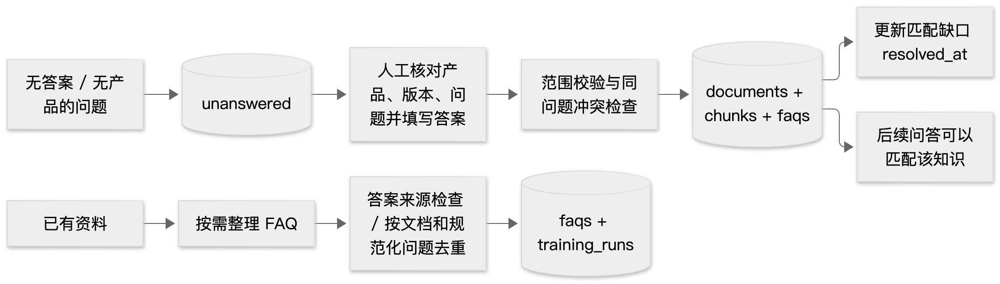 无答案 / 无产
品的问题
unanswered
人工核对产
品、版本、问
题并填写答案
范围校验与同
问题冲突检查
documents +
chunks + faqs
更新匹配缺口
resolved_at
后续问答可以
匹配该知识
已有资料
按需整理 FAQ
答案来源检查
/ 按文档和规
范化问题去重
faqs +
training_runs